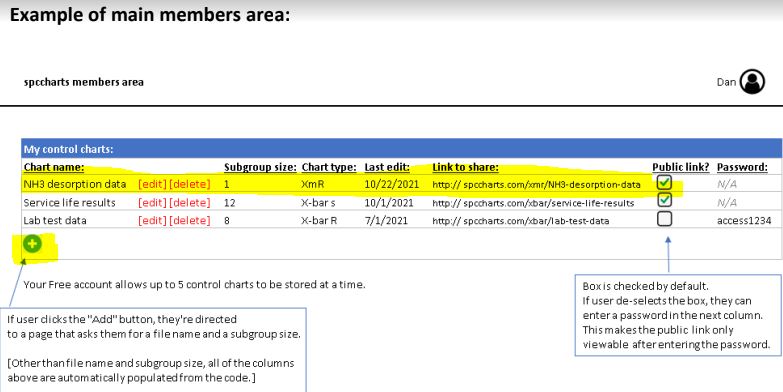 Example of main members area:
spccharts members area
Dan
My control charts:
Chart name: Subgroup size: Chart type: Last edit: Link to share: Public link? Password:
NH3 desorption data [edit] [delete] 1 XmR 10/22/2021 http:// spccharts.com/xmr/NH3-desorption-data N/A
Service life results [edit] [delete] 12 X-bar s 10/1/2021 http:// spccharts.com/xbar/service-life-results N/A
Lab test data [edit] [delete] 8 X-bar R 7/1/2021 http:// spccharts.com/xbar/lab-test-data access1234
Your Free account allows up to 5 control charts to be stored at a time.
If user clicks the "Add" button, they're directed
to a page that asks them for a file name and a subgroup size.
[Other than file name and subgroup size, all of the columns
above are automatically populated from the code.]
Box is checked by default.
If user de-selects the box, they can
enter a password in the next column.
This makes the public link only
viewable after entering the password.